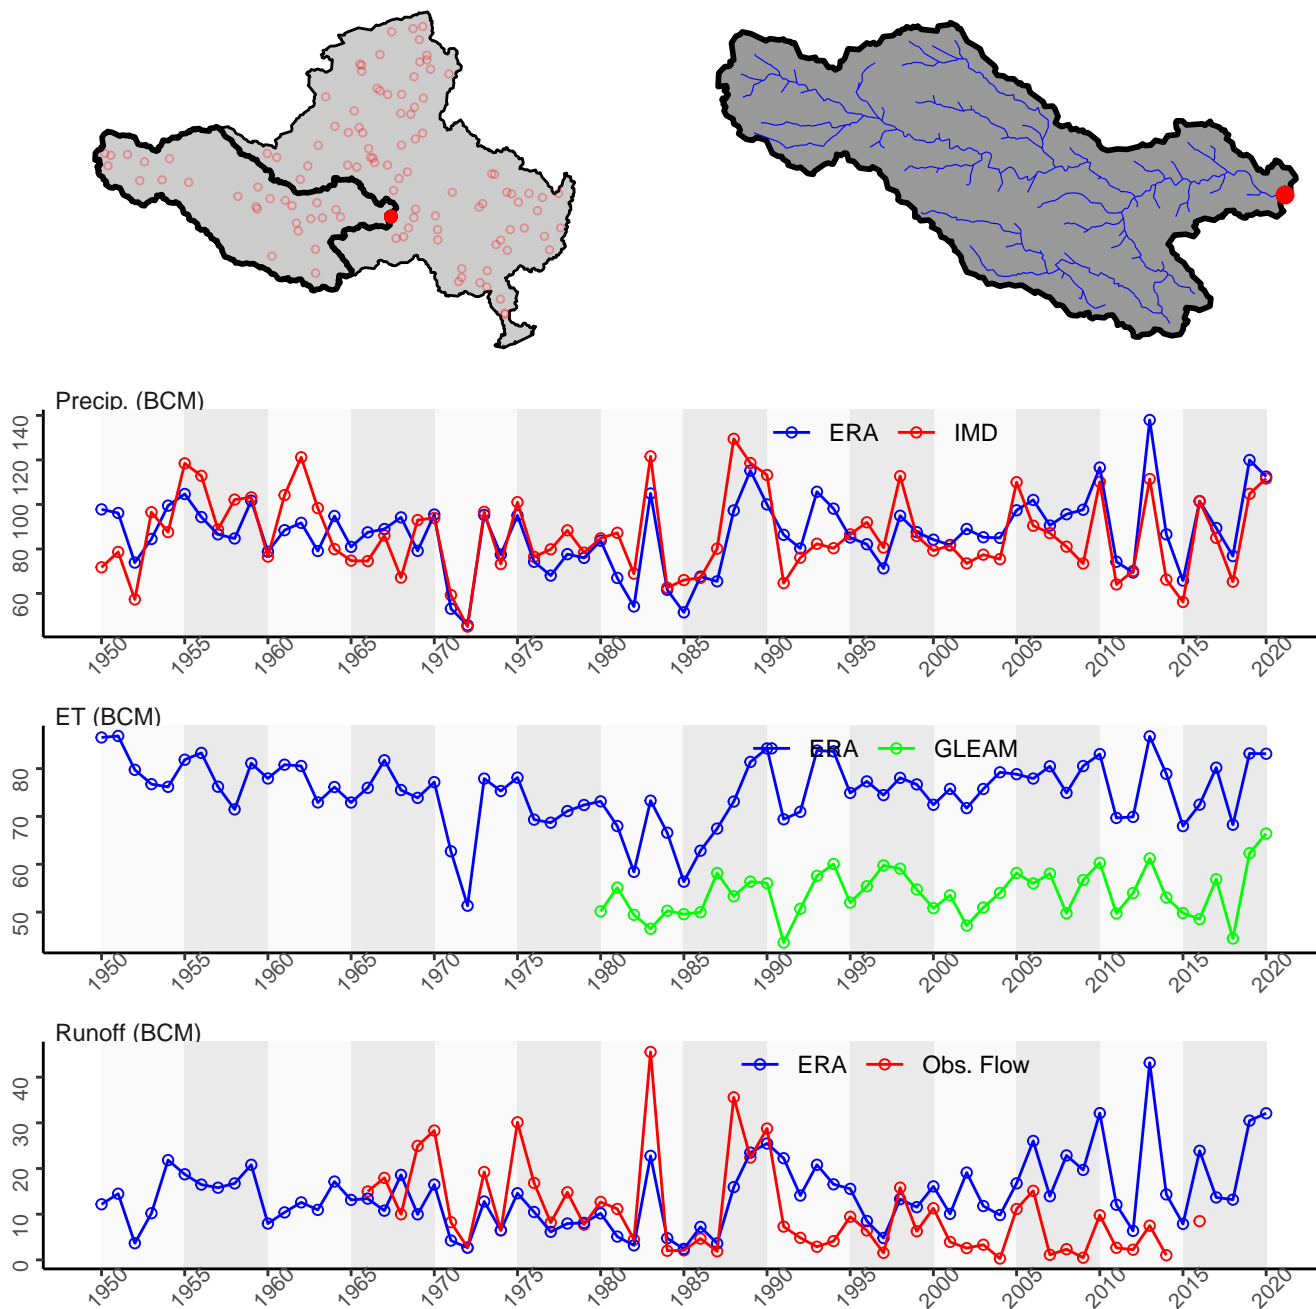 Precip. (BCM)
ERA IMD
140
120
100
80
60
1950 1955 1960 1965 1970 1975 1980 1985 1990 1995 2000 2005 2010 2015 2020
ET (BCM)
ERA GLEAM
80
70
60
50
1950 1955 1960 1965 1970 1975 1980 1985 1990 1995 2000 2005 2010 2015 2020
Runoff (BCM)
ERA Obs. Flow
40
30
20
10
0
1950 1955 1960 1965 1970 1975 1980 1985 1990 1995 2000 2005 2010 2015 2020